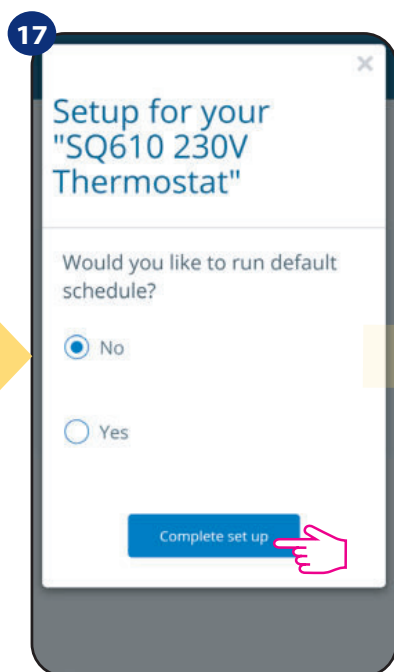 17
×
Setup for your
"SQ610 230V
Thermostat"
Would you like to run default
schedule?
No
Yes
Complete set up